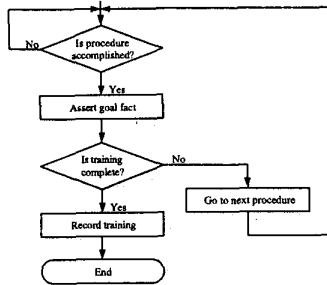 Is procedure
accomplished?
No
Yes
Assert goal fact
Is training
complete?
No
Yes
Go to next procedure
Record training
End